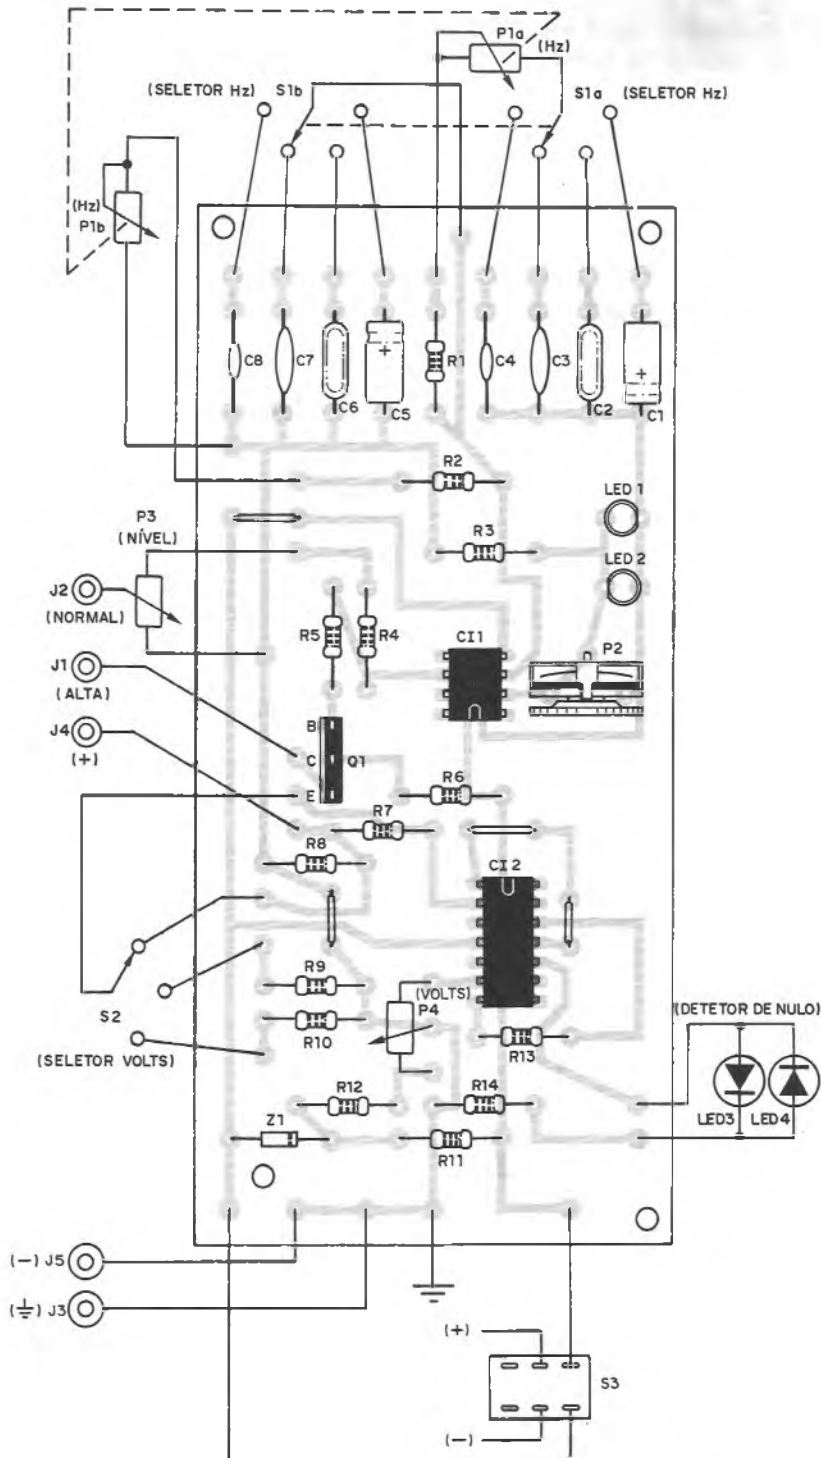 P1a
(Hz)
(SELETOR Hz)
S1b
S1a
(SELETOR Hz)
(Hz)
P1b
C8
C7
C6
+
C5
R1
C4
C3
C2
+
C1
R2
LED 1
P3
(NÍVEL)
R3
LED 2
J2
(NORMAL)
R5
R4
CI1
P2
J1
(ALTA)
B
J4
(+)
C
Q1
E
R6
R7
R8
CI2
R9
(VOLTS)
P4
S2
R10
(DETETOR DE NULO)
(SELETOR VOLTS)
R13
R12
R14
LED3
LED4
Z1
R11
(−) J5
(⏚) J3
(+)
S3
(−)